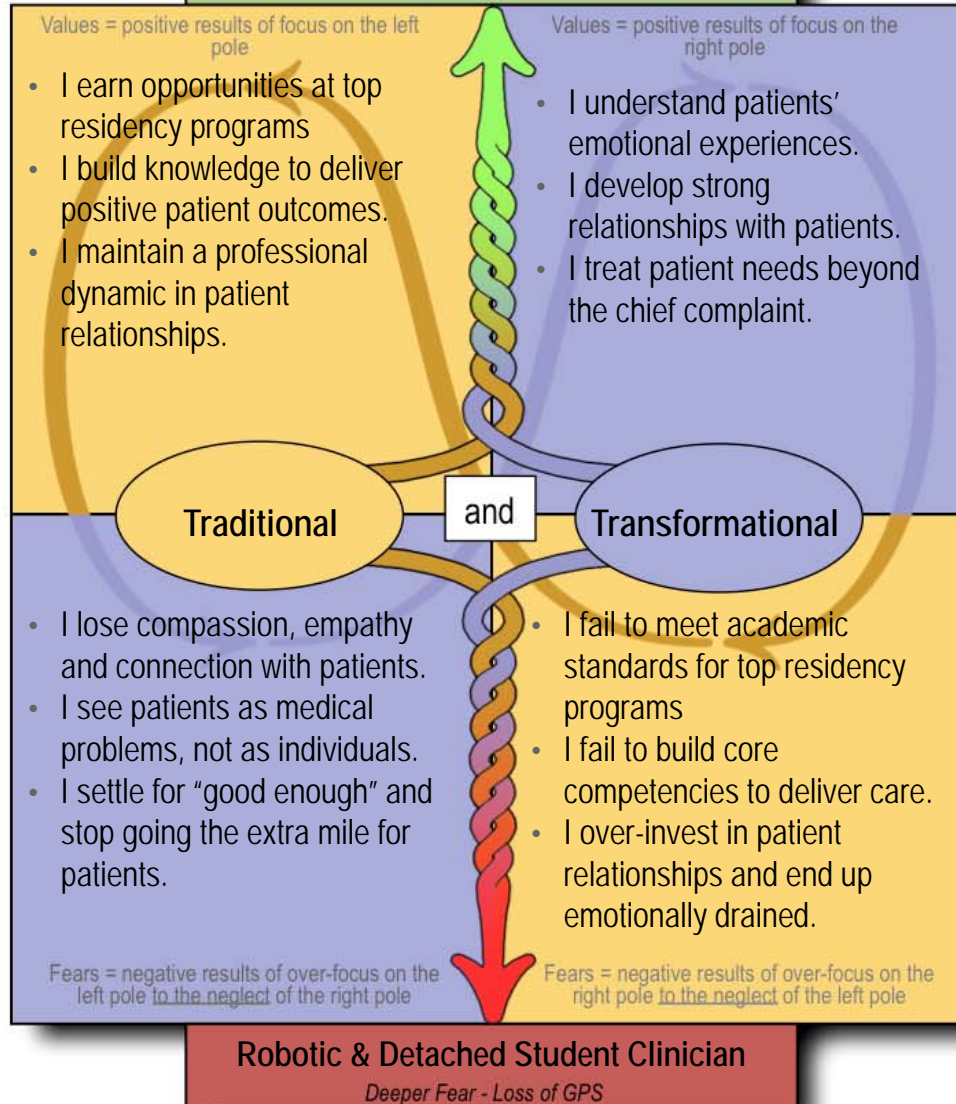 Values = positive results of focus on the left
pole
• I earn opportunities at top
residency programs
• I build knowledge to deliver
positive patient outcomes.
• I maintain a professional
dynamic in patient
relationships.
Values = positive results of focus on the
right pole
• I understand patients’
emotional experiences.
• I develop strong
relationships with patients.
• I treat patient needs beyond
the chief complaint.
Traditional
and
Transformational
• I lose compassion, empathy
and connection with patients.
• I see patients as medical
problems, not as individuals.
• I settle for “good enough” and
stop going the extra mile for
patients.
Fears = negative results of over-focus on the
left pole to the neglect of the right pole
• I fail to meet academic
standards for top residency
programs
• I fail to build core
competencies to deliver care.
• I over-invest in patient
relationships and end up
emotionally drained.
Fears = negative results of over-focus on the
right pole to the neglect of the left pole
Robotic & Detached Student Clinician
Deeper Fear - Loss of GPS